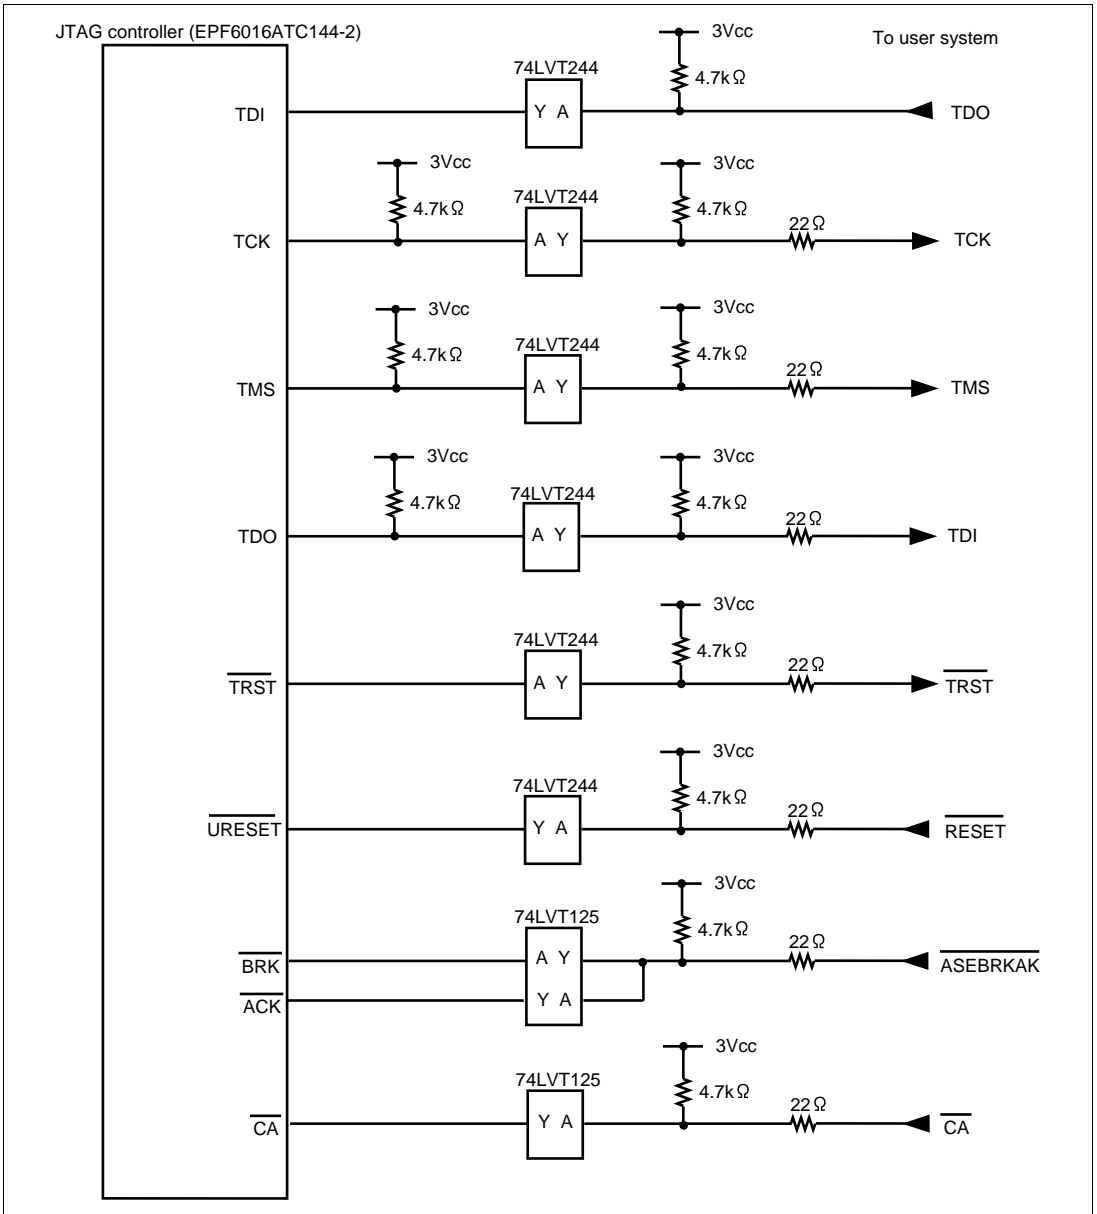 JTAG controller (EPF6016ATC144-2)
3Vcc
To user system
74LVT244
4.7kΩ
TDI
Y A
TDO
3Vcc
3Vcc
74LVT244
4.7kΩ
4.7kΩ
22Ω
TCK
A Y
TCK
3Vcc
3Vcc
74LVT244
4.7kΩ
4.7kΩ
22Ω
TMS
A Y
TMS
3Vcc
3Vcc
74LVT244
4.7kΩ
4.7kΩ
22Ω
TDO
A Y
TDI
3Vcc
74LVT244
4.7kΩ
22Ω
TRST
A Y
TRST
3Vcc
74LVT244
4.7kΩ
22Ω
URESET
Y A
RESET
3Vcc
74LVT125
4.7kΩ
22Ω
BRK
A Y
ASEBRKAK
ACK
Y A
3Vcc
74LVT125
4.7kΩ
22Ω
CA
Y A
CA